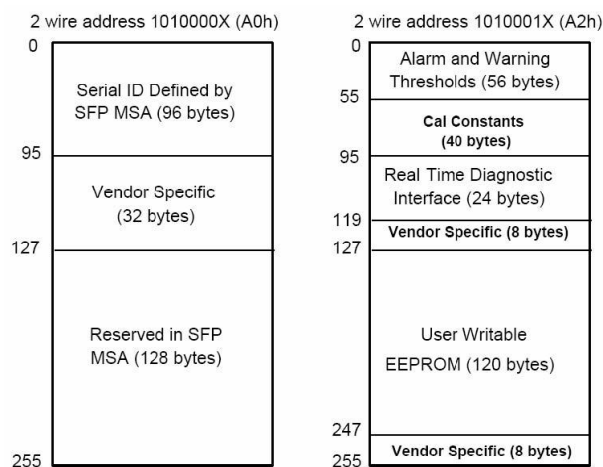 2 wire address 1010000X (A0h)
0
Serial ID Defined by
SFP MSA (96 bytes)
95
Vendor Specific
(32 bytes)
127
Reserved in SFP
MSA (128 bytes)
255
2 wire address 1010001X (A2h)
0
Alarm and Warning
Thresholds (56 bytes)
55
Cal Constants
(40 bytes)
95
Real Time Diagnostic
Interface (24 bytes)
119
Vendor Specific (8 bytes)
127
User Writable
EEPROM (120 bytes)
247
Vendor Specific (8 bytes)
255